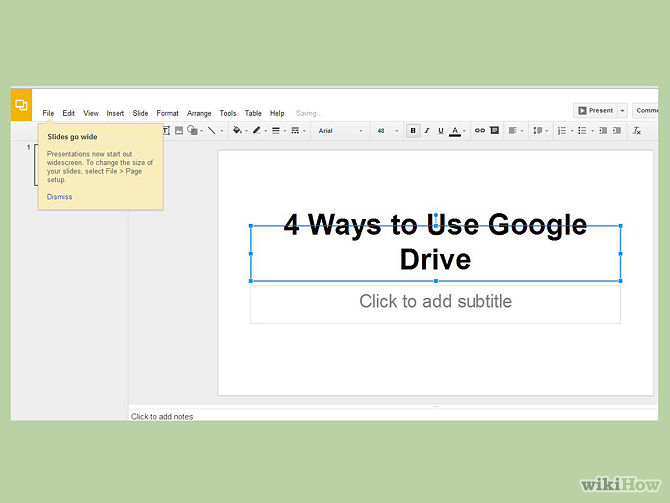 File Edit View Insert Slide Format Arrange Tools Table Help Saving...
Present Comme
Slides go wide
Presentations now start out
widescreen. To change the size of
your slides, select File > Page
setup.
Dismiss
Arial 48 B I U A
1
4 Ways to Use Google
Drive
Click to add subtitle
Click to add notes
wikiHow